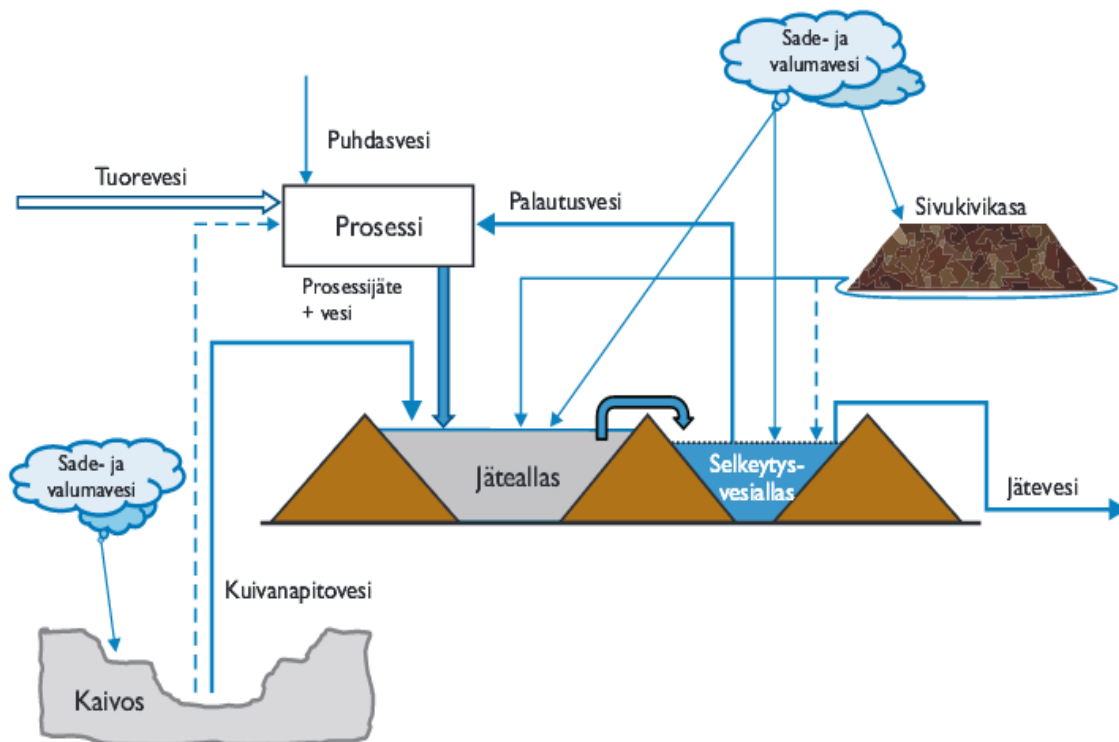 Sade- ja
valumavesi
Puhdasvesi
Tuorevesi
Prosessi
Palautusvesi
Sivukivikasa
Prosessijäte
+ vesi
Sade- ja
valumavesi
Jäteallas
Selkeytys-
vesiallas
Jätevesi
Kuivanapitovesi
Kaivos